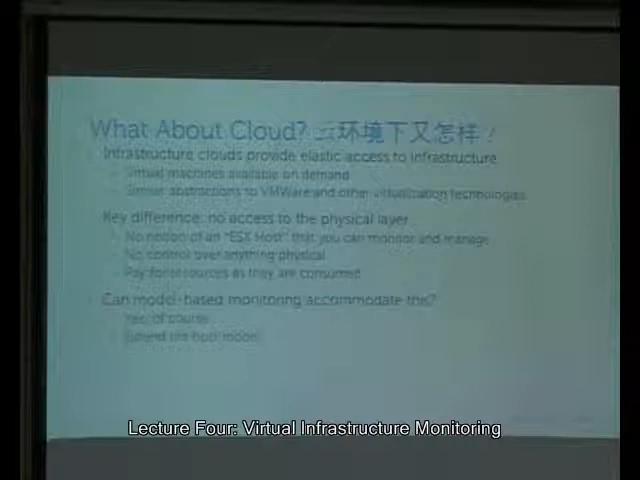 What About Cloud? 云环境下又怎样？
Infrastructure clouds provide elastic access to infrastructure
Virtual machines available on demand
Similar abstractions to VMWare and other virtualization technologies
Key difference: no access to the physical layer
No notion of an "ESX Host" that you can monitor and manage
No control over anything physical
Pay for resources as they are consumed
Can model-based monitoring accommodate this?
Yes, of course
Extend the host model
Lecture Four: Virtual Infrastructure Monitoring